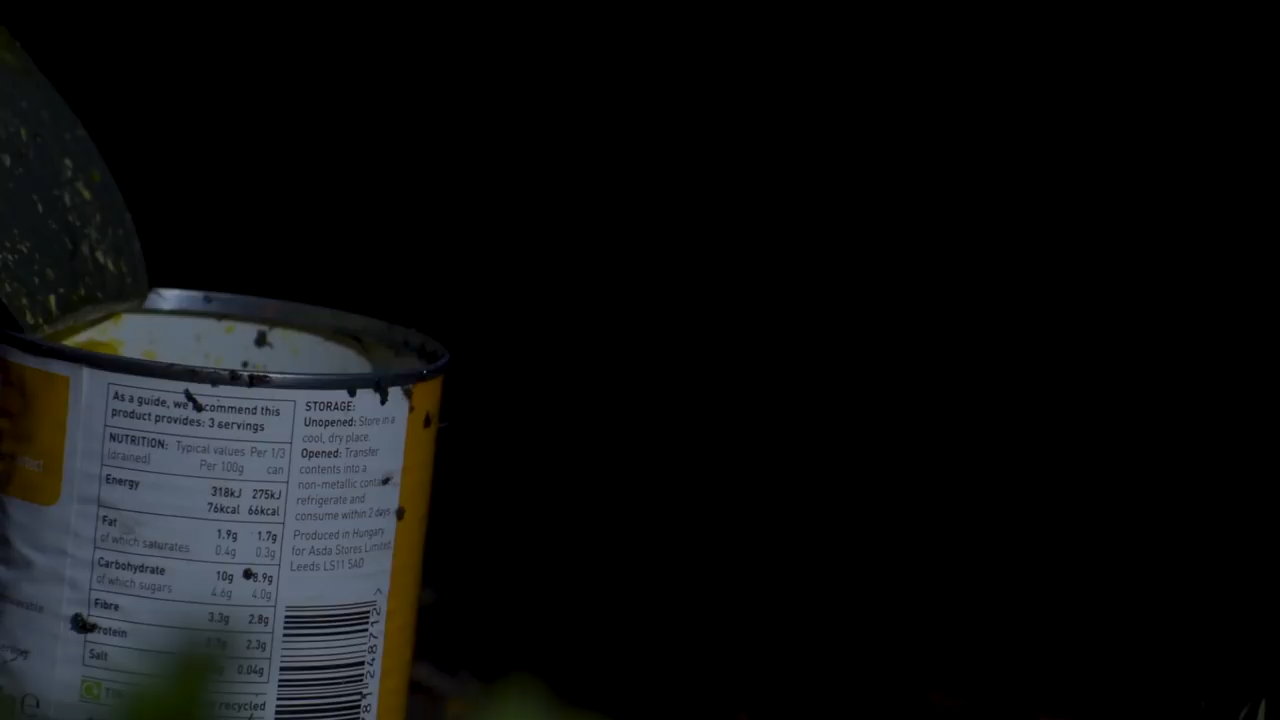 As a guide, we recommend this
product provides: 3 servings
NUTRITION: Typical values Per 1/3
(drained) Per 100g can
Energy 318kJ 275kJ
76kcal 66kcal
Fat 1.9g 1.7g
of which saturates 0.4g 0.3g
Carbohydrate 10g 8.9g
of which sugars 4.6g 4.0g
Fibre 3.3g 2.8g
Protein 2.3g
Salt 0.04g
recycled
STORAGE:
Unopened: Store in a
cool, dry place.
Opened: Transfer
contents into a
non-metallic
refrigerate and
consume within 2 days
Produced in Hungary
for Asda Stores Limited,
Leeds LS11 5AD
248712 >